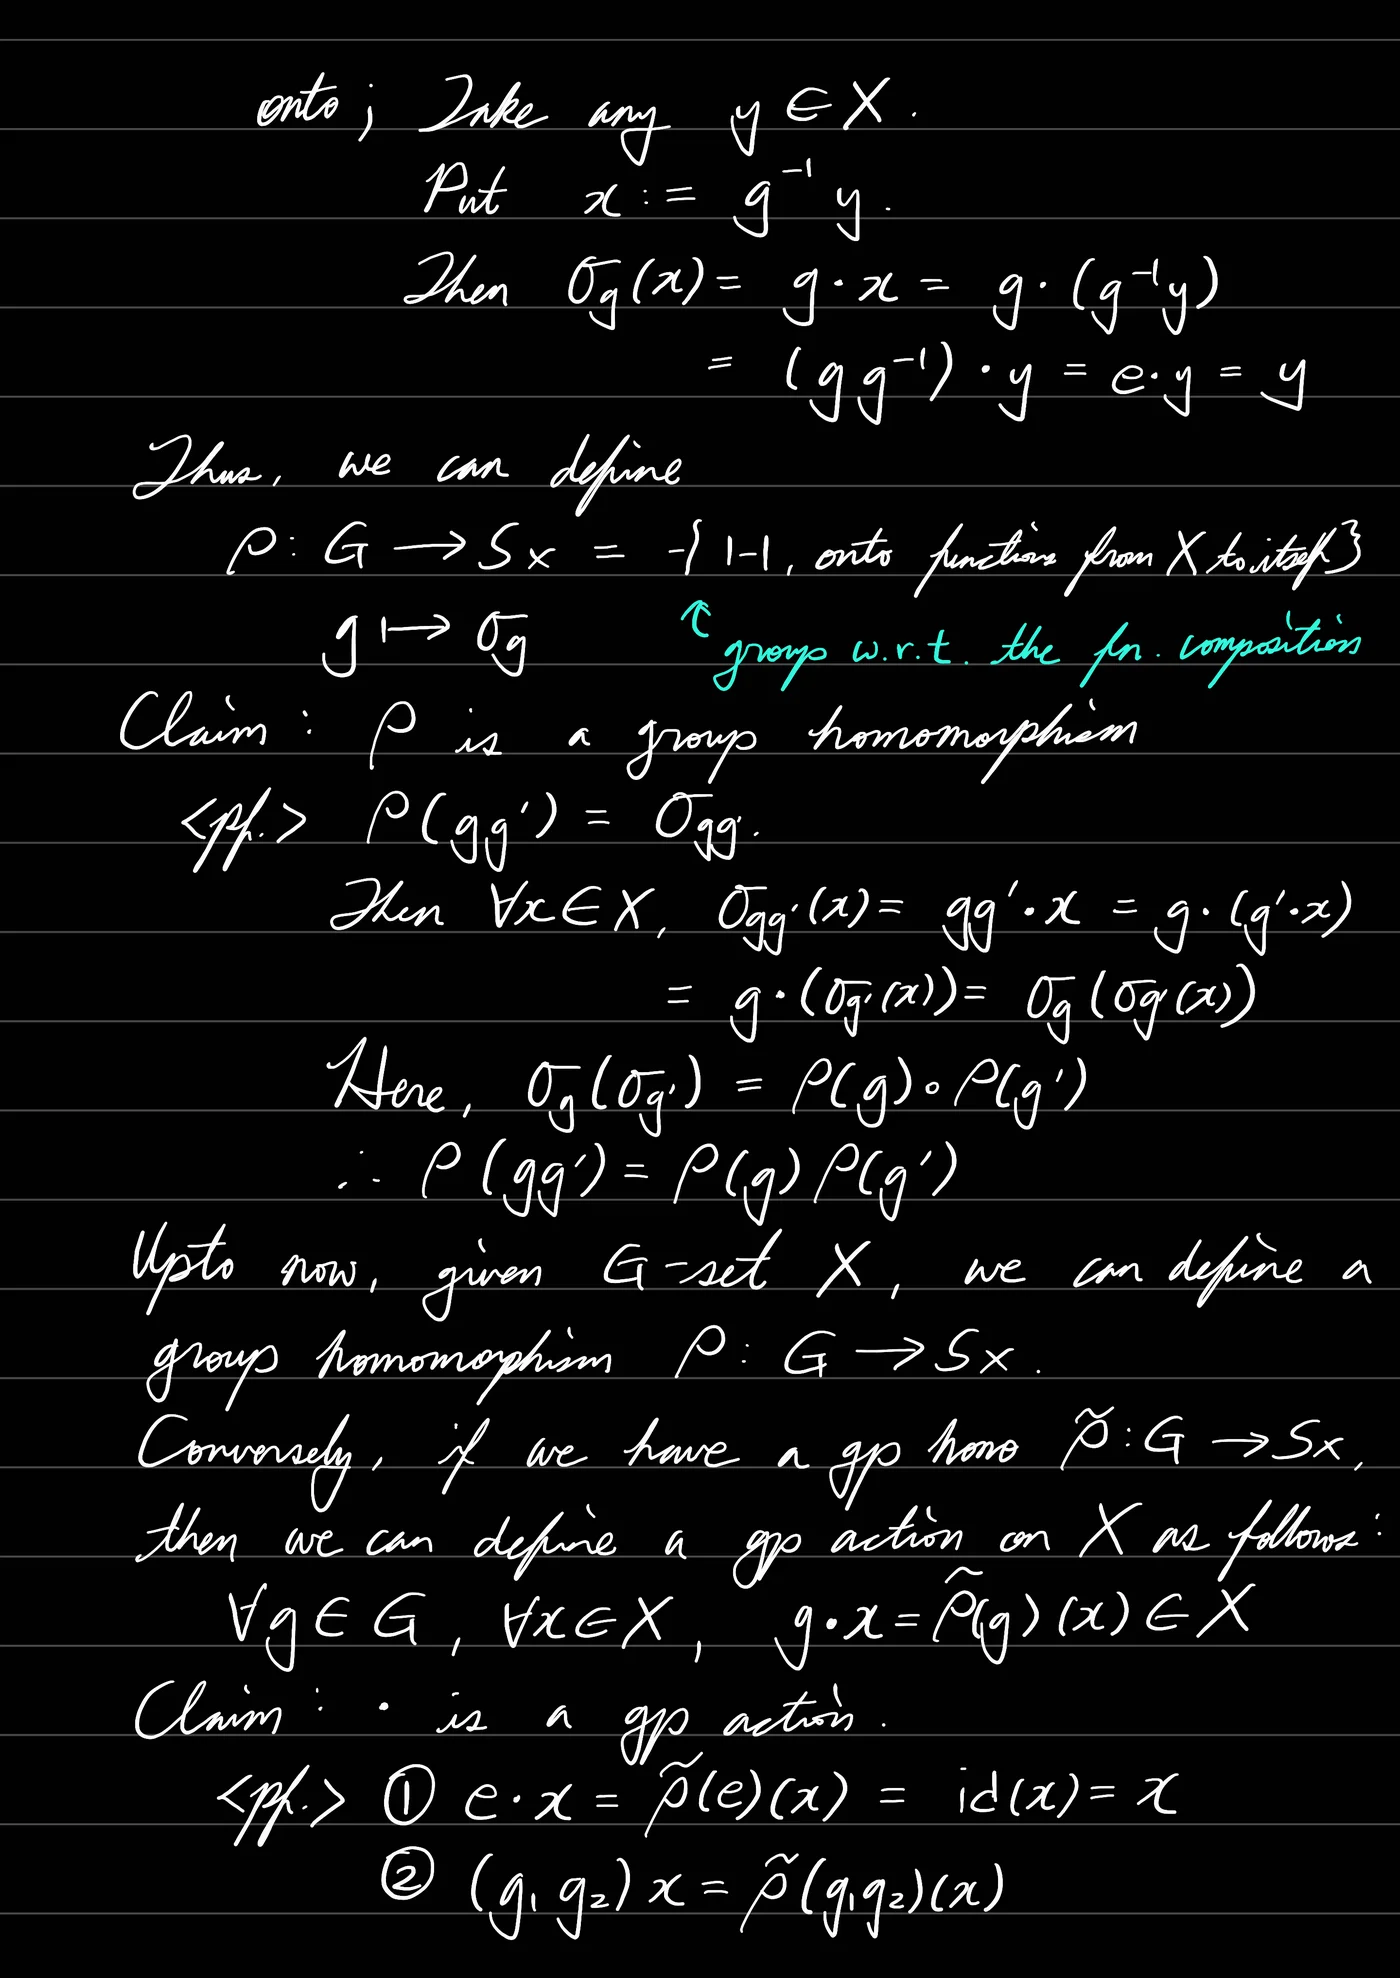 onto; Take any y ∈ X.
Put x := g⁻¹y.
Then σ_g(x) = g·x = g·(g⁻¹y)
= (gg⁻¹)·y = e·y = y
Thus, we can define
ρ : G → S_X = { 1-1, onto functions from X to itself }
g ↦ σ_g ↑ group w.r.t. the fn. composition
Claim : ρ is a group homomorphism
<pf.> ρ(gg′) = σ_gg′.
Then ∀x ∈ X, σ_gg′(x) = gg′·x = g·(g′·x)
= g·(σ_g′(x)) = σ_g(σ_g′(x))
Here, σ_g(σ_g′) = ρ(g)∘ρ(g′)
∴ ρ(gg′) = ρ(g)ρ(g′)
Upto now, given G-set X, we can define a
group homomorphism ρ : G → S_X.
Conversely, if we have a gp homo ρ̃ : G → S_X,
then we can define a gp action on X as follows :
∀g ∈ G, ∀x ∈ X, g·x = ρ̃(g)(x) ∈ X
Claim : · is a gp action.
<pf.> ① e·x = ρ̃(e)(x) = id(x) = x
② (g₁g₂)x = ρ̃(g₁g₂)(x)